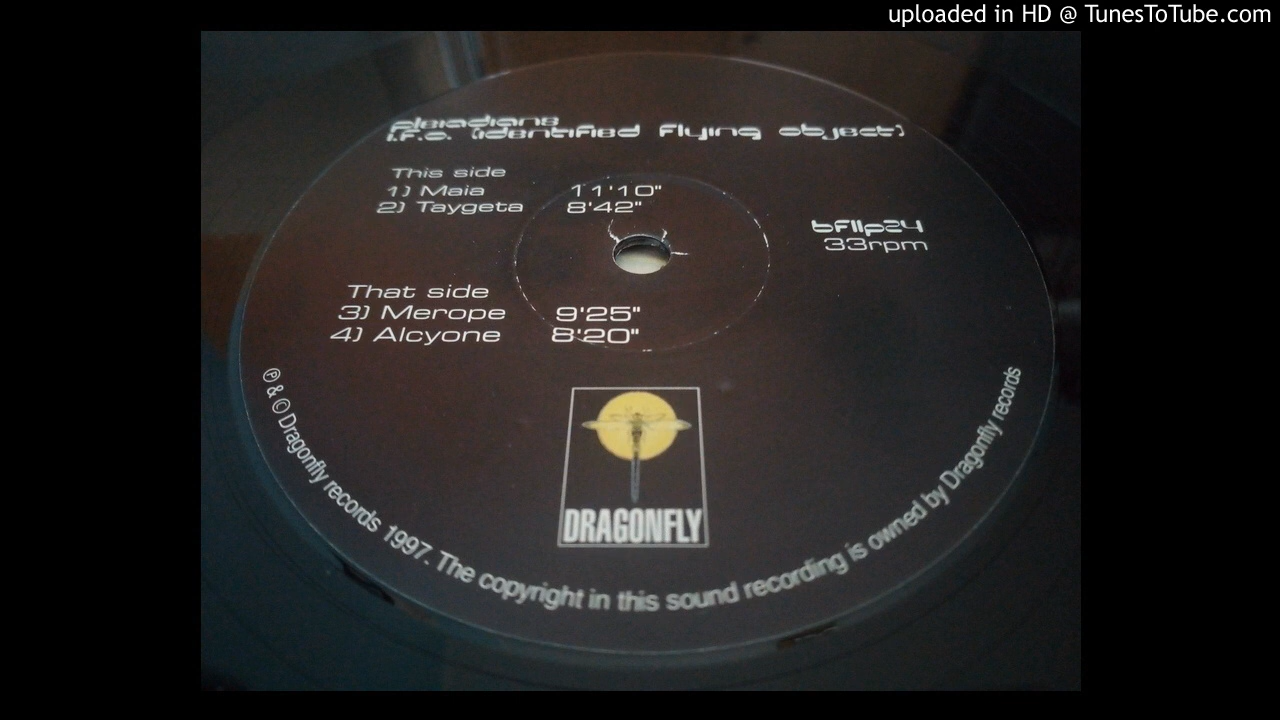 uploaded in HD @ TunesToTube.com
pleiadians
i.f.o. (identified flying object)
This side
1) Maia 11'10"
2) Taygeta 8'42"
bfllp24
33rpm
That side
3) Merope 9'25"
4) Alcyone 8'20"
DRAGONFLY
℗ & © Dragonfly records 1997. The copyright in this sound recording is owned by Dragonfly records